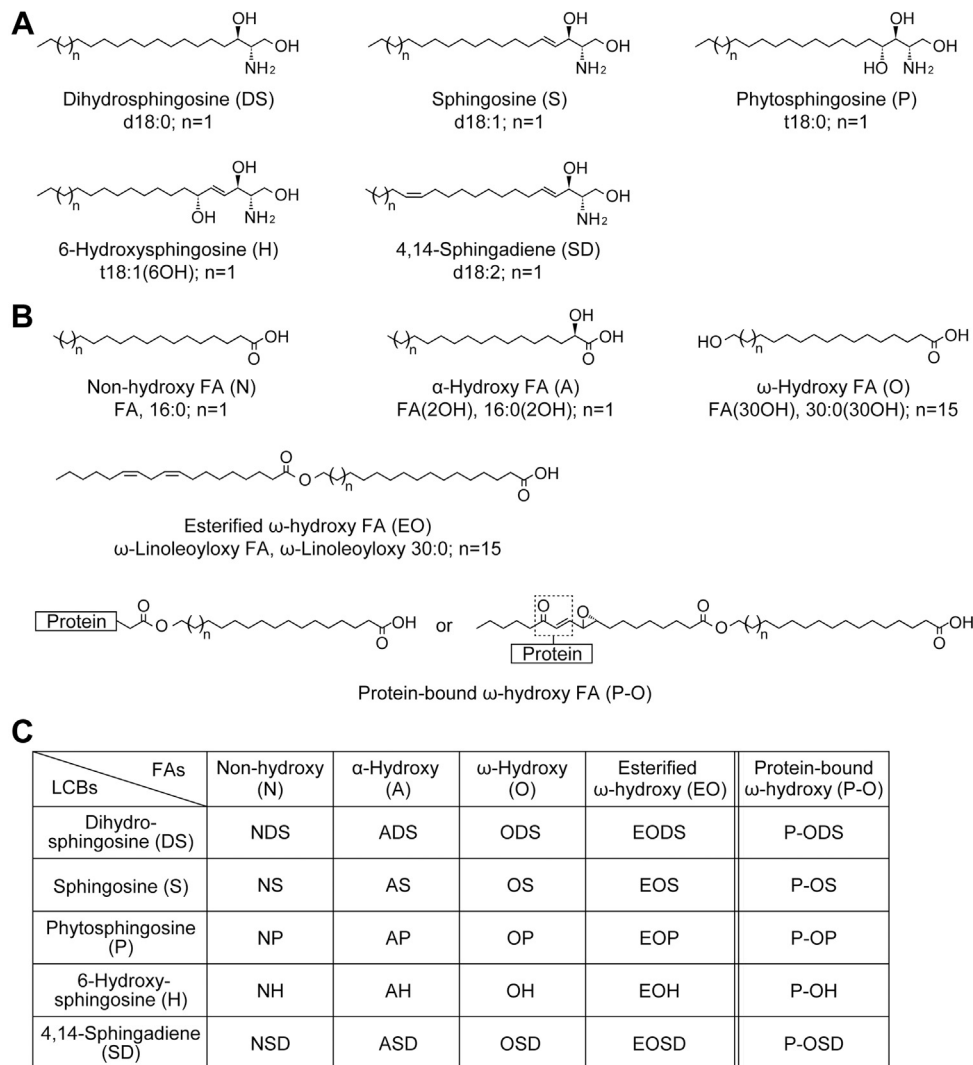 A
OH
OH
n
NH₂
Dihydrosphingosine (DS)
d18:0; n=1
OH
OH
n
NH₂
Sphingosine (S)
d18:1; n=1
OH
OH
n
HO NH₂
Phytosphingosine (P)
t18:0; n=1
OH
OH
n
OH NH₂
6-Hydroxysphingosine (H)
t18:1(6OH); n=1
OH
OH
n
NH₂
4,14-Sphingadiene (SD)
d18:2; n=1
B
OH
n
O
Non-hydroxy FA (N)
FA, 16:0; n=1
OH
OH
n
O
α-Hydroxy FA (A)
FA(2OH), 16:0(2OH); n=1
HO
OH
n
O
ω-Hydroxy FA (O)
FA(30OH), 30:0(30OH); n=15
O
OH
O
n
O
Esterified ω-hydroxy FA (EO)
ω-Linoleoyloxy FA, ω-Linoleoyloxy 30:0; n=15
Protein
O
O
n
OH
O
or
O
O
Protein
O
O
n
OH
O
Protein-bound ω-hydroxy FA (P-O)
C
FAs
LCBs
Non-hydroxy
(N)
α-Hydroxy
(A)
ω-Hydroxy
(O)
Esterified
ω-hydroxy (EO)
Protein-bound
ω-hydroxy (P-O)
Dihydro-
sphingosine (DS)
NDS
ADS
ODS
EODS
P-ODS
Sphingosine (S)
NS
AS
OS
EOS
P-OS
Phytosphingosine
(P)
NP
AP
OP
EOP
P-OP
6-Hydroxy-
sphingosine (H)
NH
AH
OH
EOH
P-OH
4,14-Sphingadiene
(SD)
NSD
ASD
OSD
EOSD
P-OSD